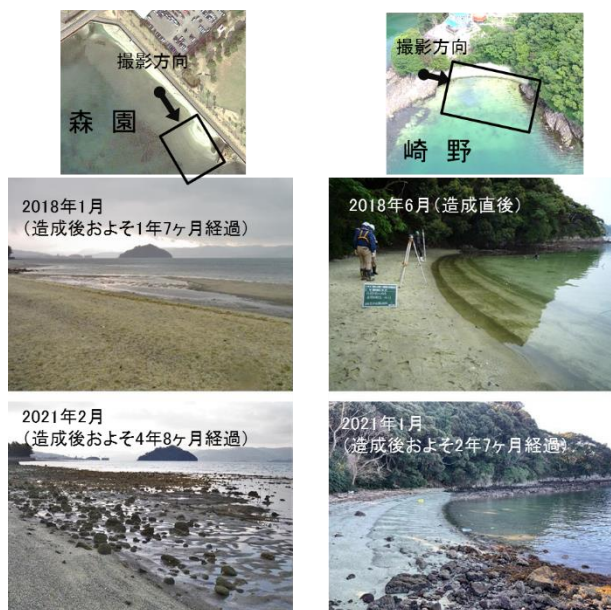 撮影方向
森園
撮影方向
崎野
2018年1月
(造成後およそ1年7ヶ月経過)
2018年6月(造成直後)
2021年2月
(造成後およそ4年8ヶ月経過)
2021年1月
(造成後およそ2年7ヶ月経過)